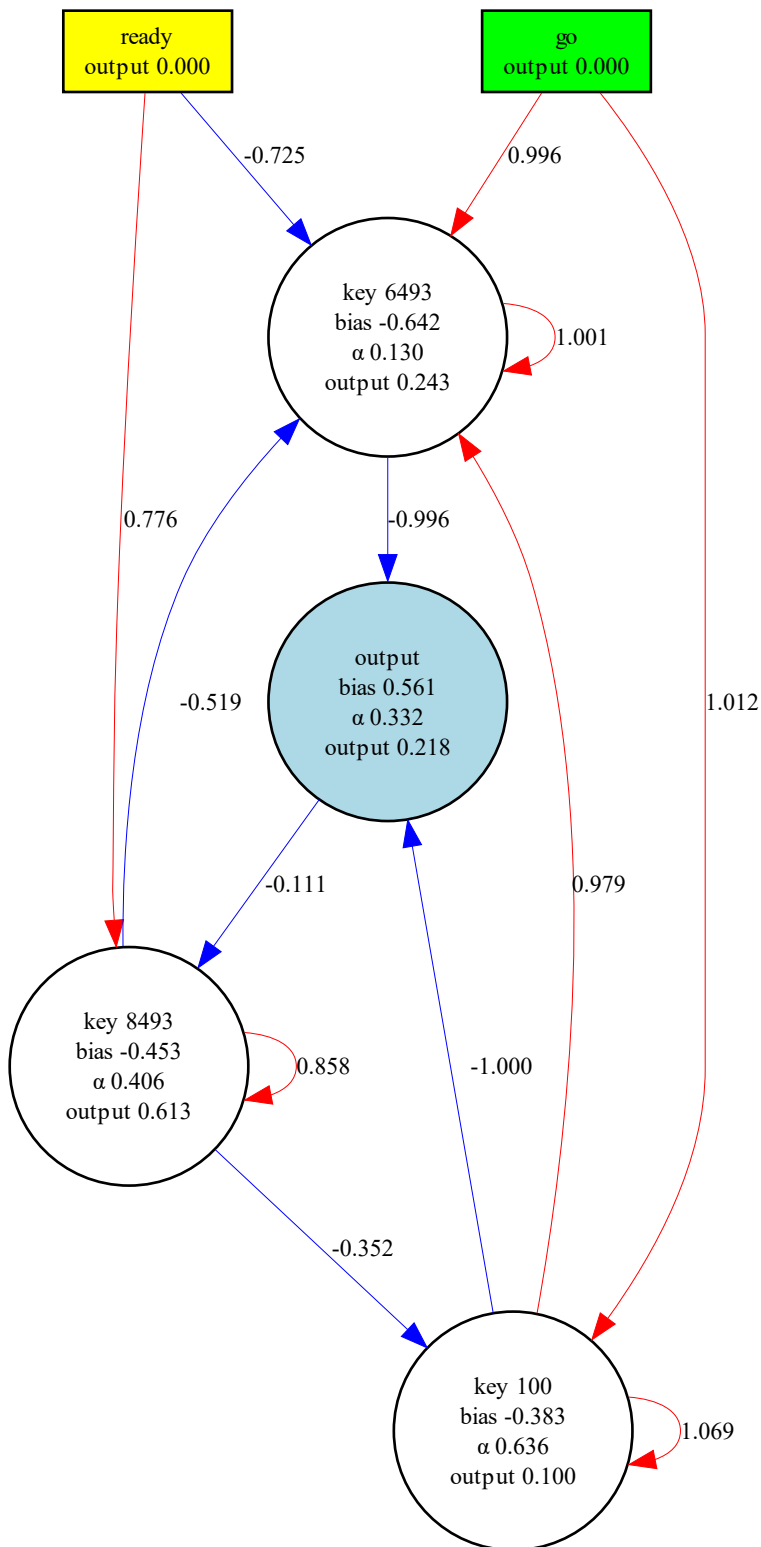 ready
output 0.000
go
output 0.000
-0.725
0.996
key 6493
bias -0.642
α 0.130
output 0.243
1.001
0.776
-0.996
output
bias 0.561
α 0.332
output 0.218
-0.519
1.012
-0.111
0.979
key 8493
bias -0.453
α 0.406
output 0.613
0.858
-1.000
-0.352
key 100
bias -0.383
α 0.636
output 0.100
1.069